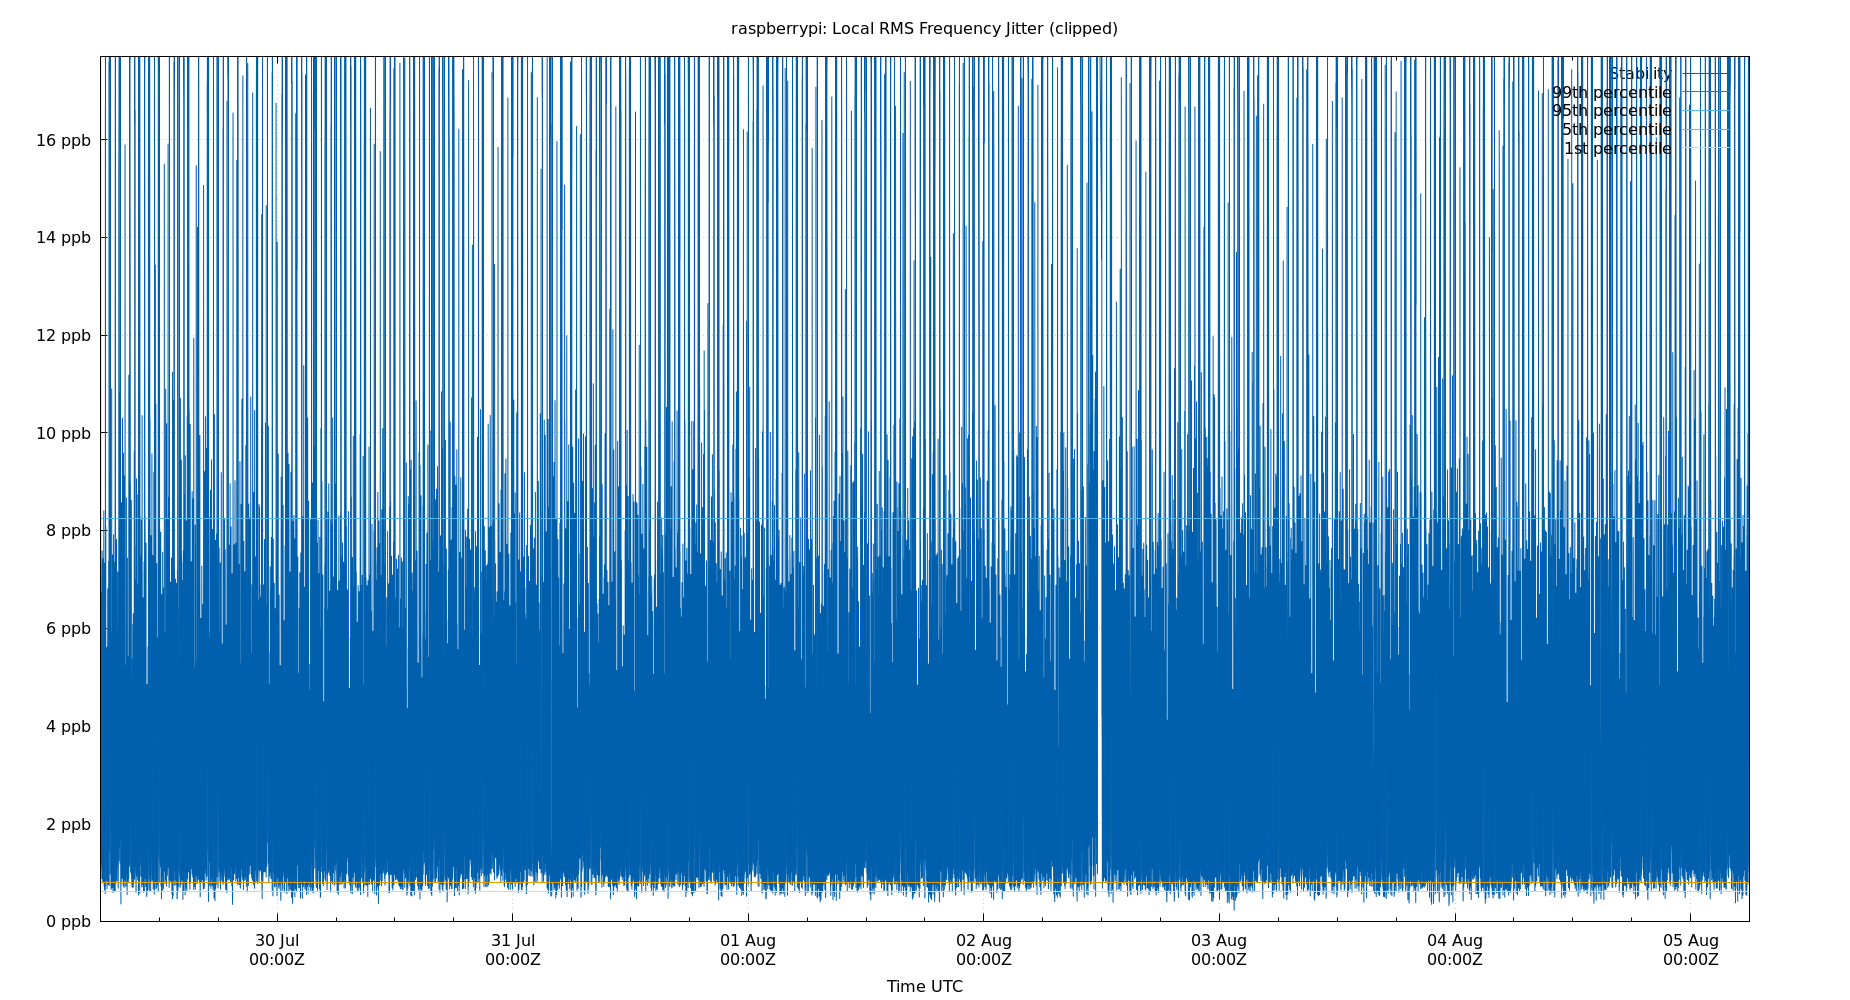 raspberrypi: Local RMS Frequency Jitter (clipped)
Stability
99th percentile
95th percentile
5th percentile
1st percentile
16 ppb
14 ppb
12 ppb
10 ppb
8 ppb
6 ppb
4 ppb
2 ppb
0 ppb
30 Jul 31 Jul 01 Aug 02 Aug 03 Aug 04 Aug 05 Aug
00:00Z 00:00Z 00:00Z 00:00Z 00:00Z 00:00Z 00:00Z
Time UTC